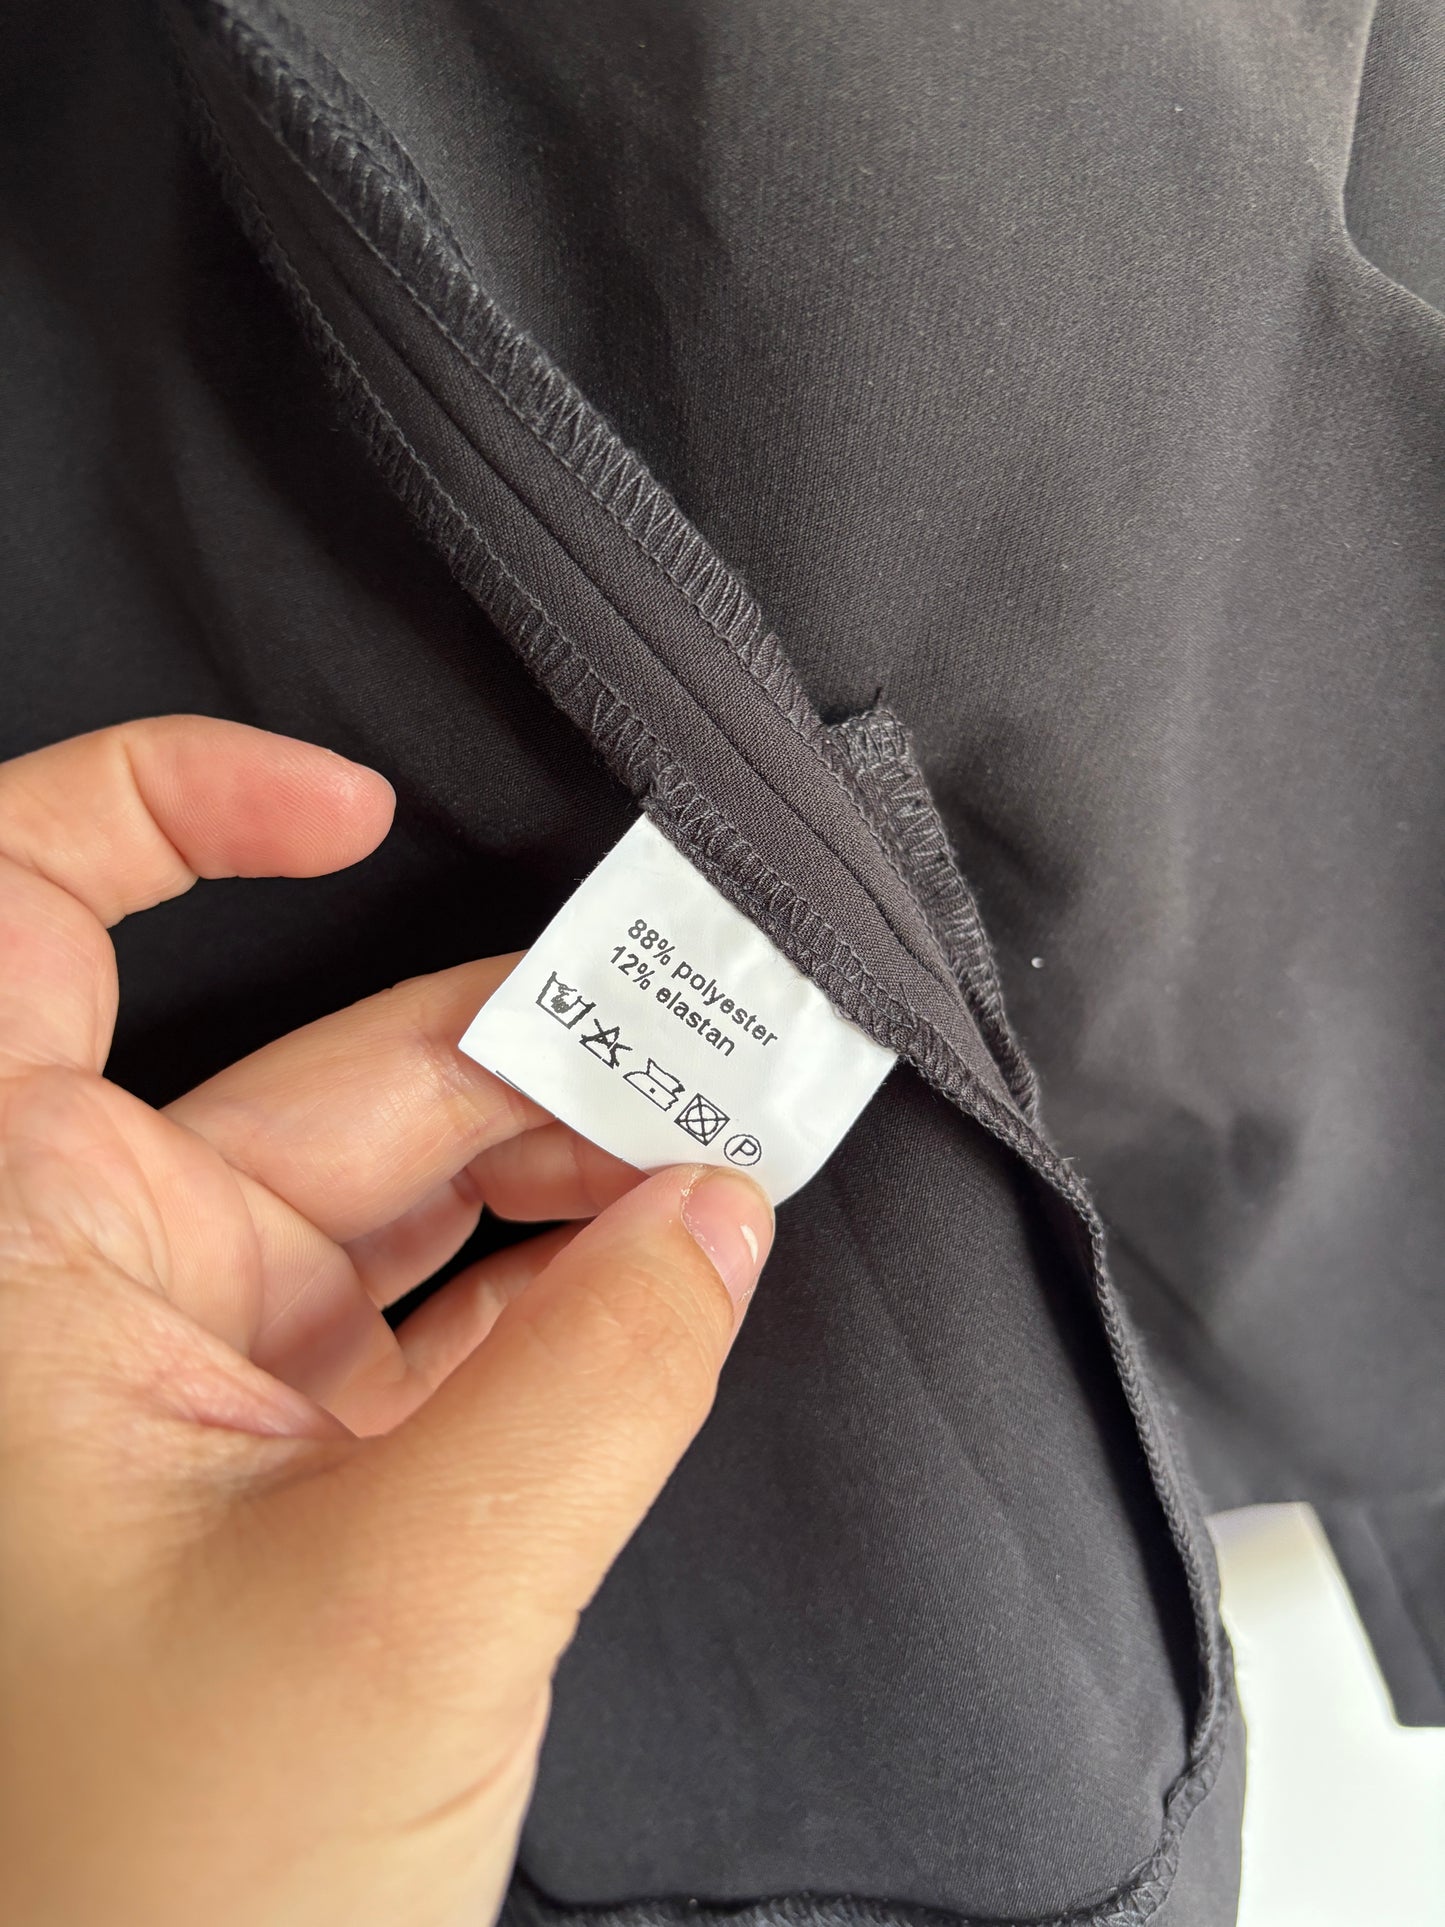 88% polyester
12% elastan
P